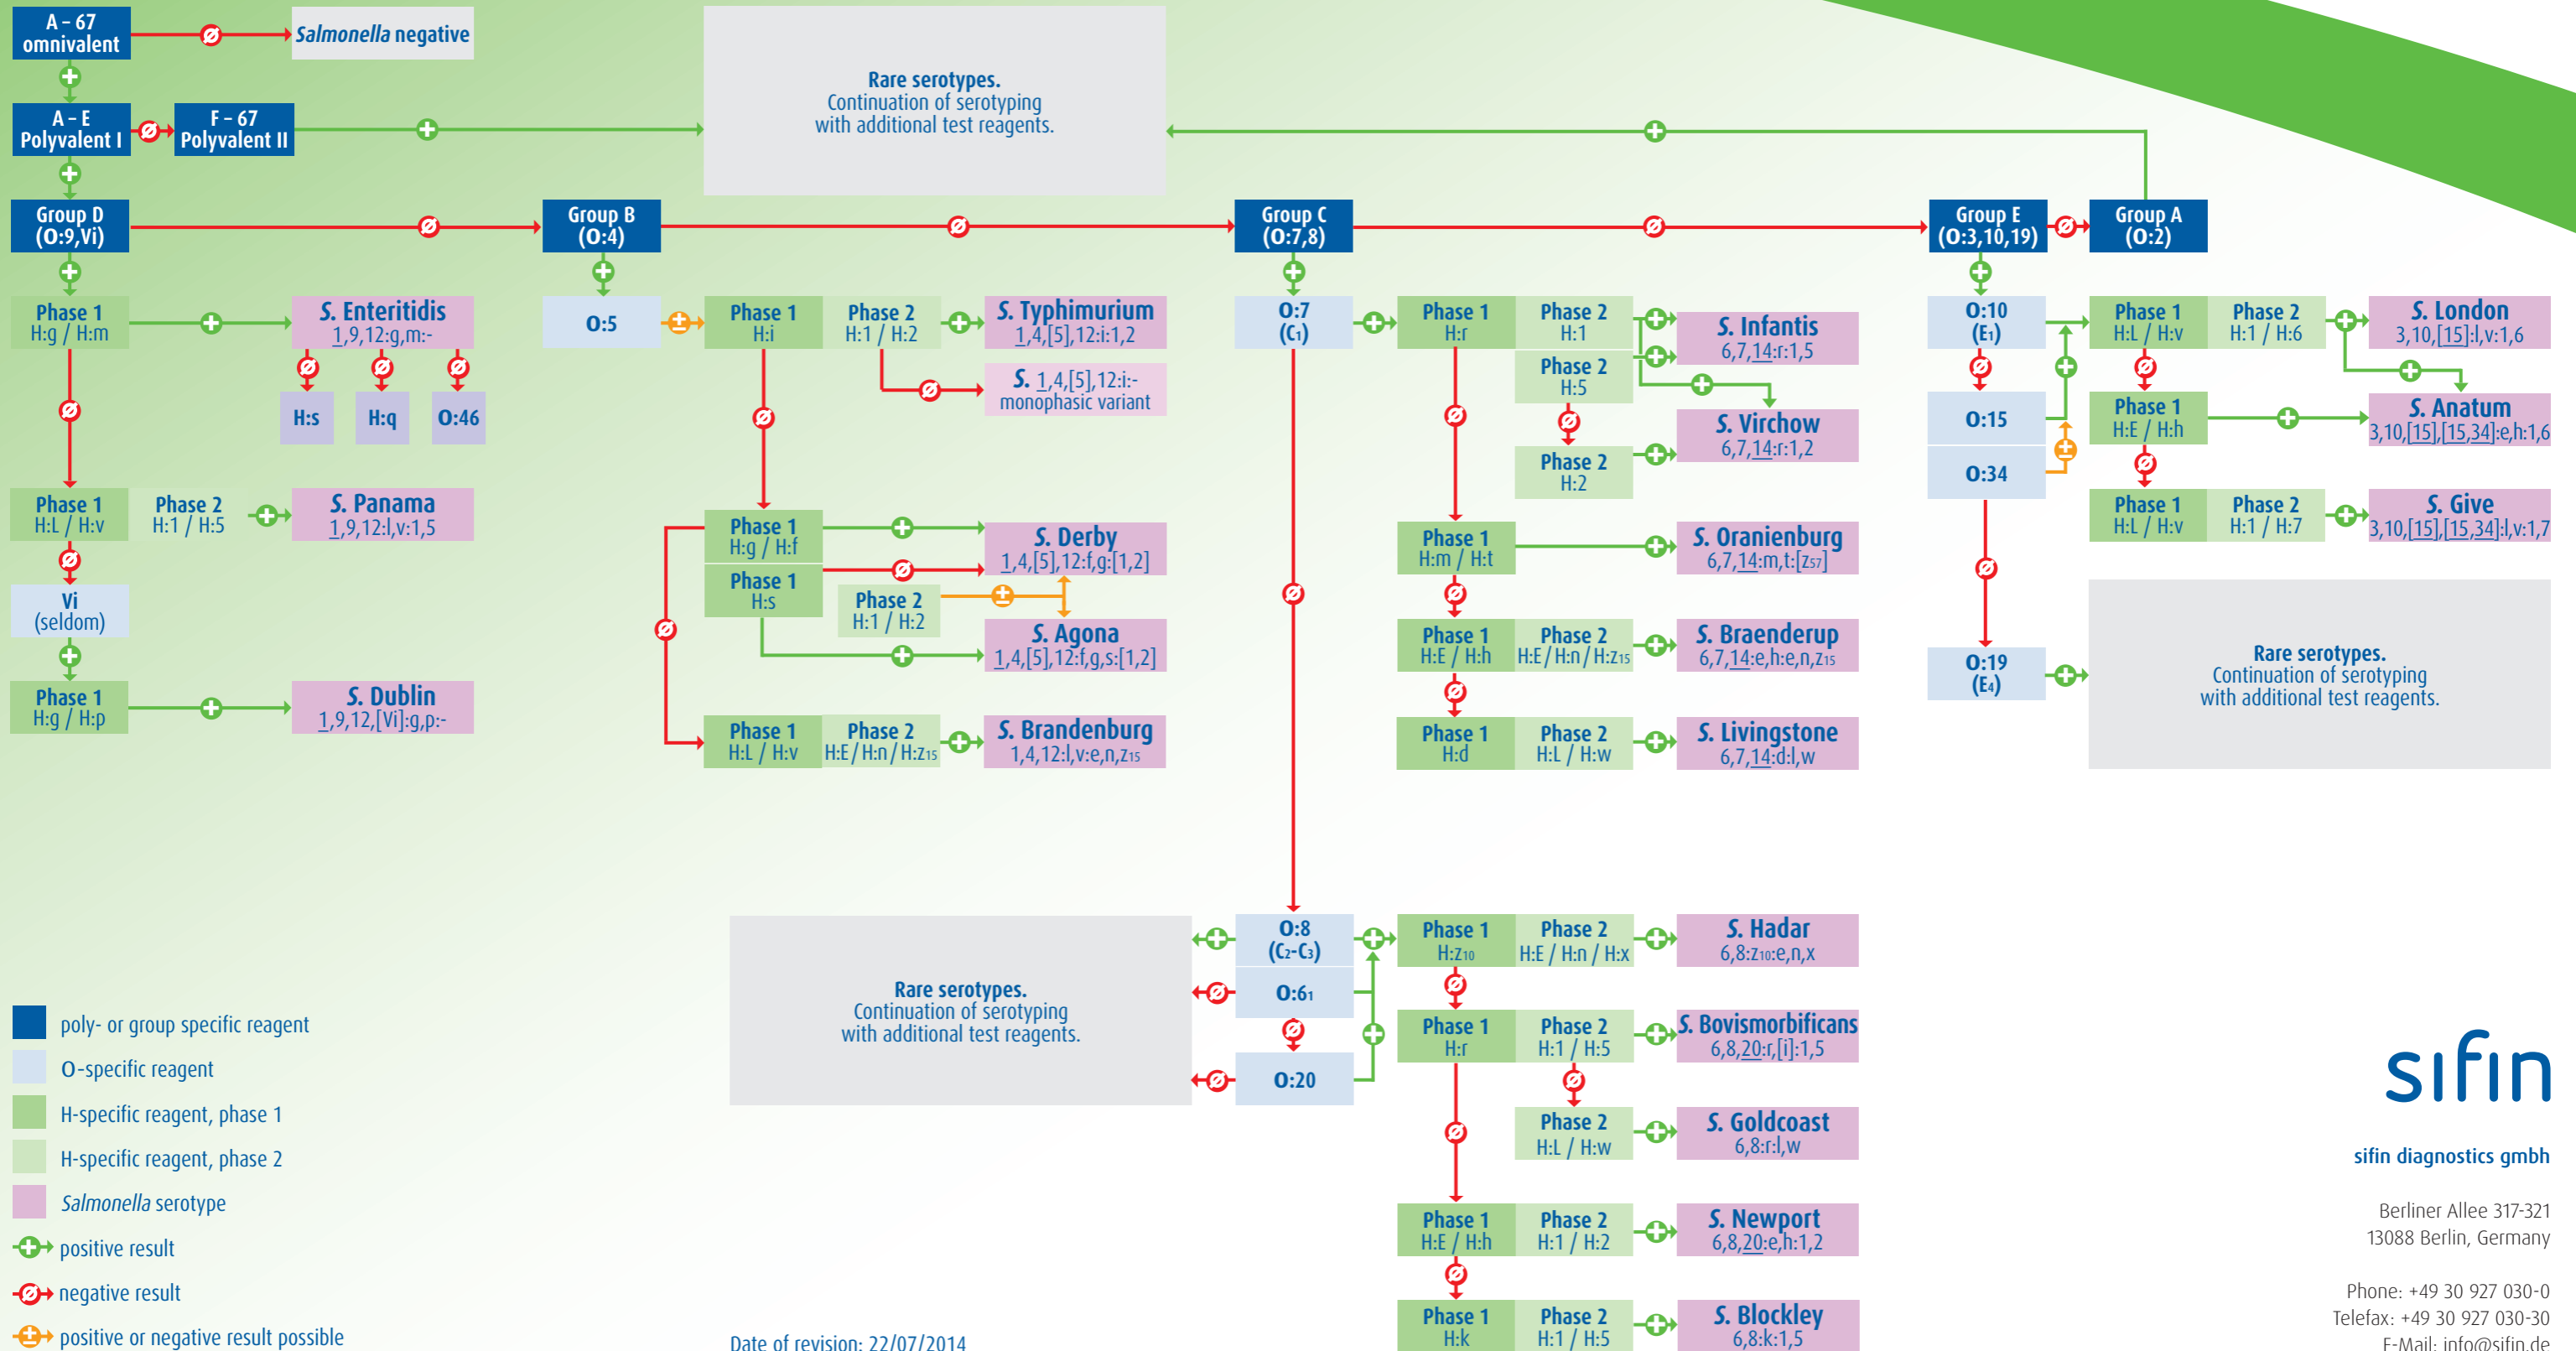 A – 67
omnivalent
Salmonella negative
A – E
Polyvalent I
F – 67
Polyvalent II
Rare serotypes.
Continuation of serotyping
with additional test reagents.
Group D
(O:9,Vi)
Group B
(O:4)
Group C
(O:7,8)
Group E
(O:3,10,19)
Group A
(O:2)
Phase 1
H:g / H:m
S. Enteritidis
1,9,12:g,m:-
H:s
H:q
O:46
Phase 1
H:L / H:v
Phase 2
H:1 / H:5
S. Panama
1,9,12:l,v:1,5
Vi
(seldom)
Phase 1
H:g / H:p
S. Dublin
1,9,12,[Vi]:g,p:-
O:5
Phase 1
H:i
Phase 2
H:1 / H:2
S. Typhimurium
1,4,[5],12:i:1,2
S. 1,4,[5],12:i:-
monophasic variant
Phase 1
H:g / H:f
Phase 1
H:s
Phase 2
H:1 / H:2
S. Derby
1,4,[5],12:f,g:[1,2]
S. Agona
1,4,[5],12:f,g,s:[1,2]
Phase 1
H:L / H:v
Phase 2
H:E / H:n / H:z15
S. Brandenburg
1,4,12:l,v:e,n,z15
O:7
(C1)
Phase 1
H:r
Phase 2
H:1
Phase 2
H:5
Phase 2
H:2
S. Infantis
6,7,14:r:1,5
S. Virchow
6,7,14:r:1,2
Phase 1
H:m / H:t
S. Oranienburg
6,7,14:m,t:[z57]
Phase 1
H:E / H:h
Phase 2
H:E / H:n / H:z15
S. Braenderup
6,7,14:e,h:e,n,z15
Phase 1
H:d
Phase 2
H:L / H:w
S. Livingstone
6,7,14:d:l,w
O:10
(E1)
O:15
O:34
O:19
(E4)
Phase 1
H:L / H:v
Phase 2
H:1 / H:6
S. London
3,10,[15]:l,v:1,6
Phase 1
H:E / H:h
S. Anatum
3,10,[15],[15,34]:e,h:1,6
Phase 1
H:L / H:v
Phase 2
H:1 / H:7
S. Give
3,10,[15],[15,34]:l,v:1,7
Rare serotypes.
Continuation of serotyping
with additional test reagents.
Rare serotypes.
Continuation of serotyping
with additional test reagents.
O:8
(C2-C3)
O:61
O:20
Phase 1
H:z10
Phase 2
H:E / H:n / H:x
S. Hadar
6,8:z10:e,n,x
Phase 1
H:r
Phase 2
H:1 / H:5
S. Bovismorbificans
6,8,20:r,[i]:1,5
Phase 2
H:L / H:w
S. Goldcoast
6,8:r:l,w
Phase 1
H:E / H:h
Phase 2
H:1 / H:2
S. Newport
6,8,20:e,h:1,2
Phase 1
H:k
Phase 2
H:1 / H:5
S. Blockley
6,8:k:1,5
poly- or group specific reagent
O-specific reagent
H-specific reagent, phase 1
H-specific reagent, phase 2
Salmonella serotype
positive result
negative result
positive or negative result possible
Date of revision: 22/07/2014
sifin
sifin diagnostics gmbh
Berliner Allee 317-321
13088 Berlin, Germany
Phone: +49 30 927 030-0
Telefax: +49 30 927 030-30
E-Mail: info@sifin.de